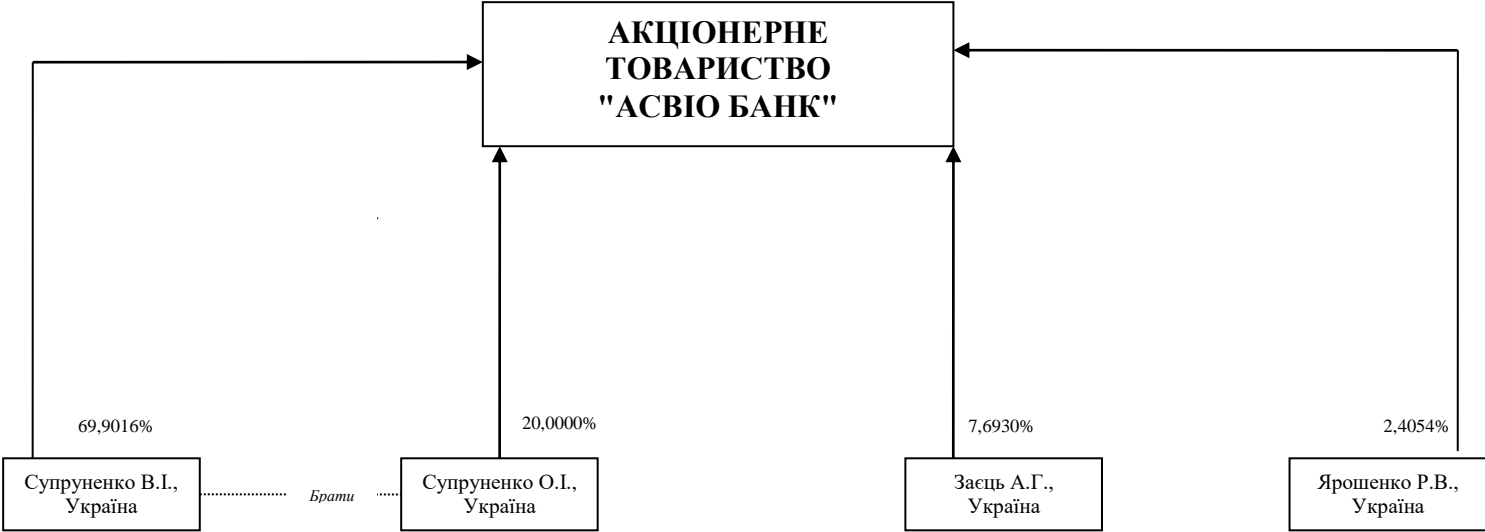 АКЦІОНЕРНЕ
ТОВАРИСТВО
"АСВІО БАНК"
69,9016%
20,0000%
7,6930%
2,4054%
Супруненко В.І.,
Україна
Брати
Супруненко О.І.,
Україна
Заєць А.Г.,
Україна
Ярошенко Р.В.,
Україна